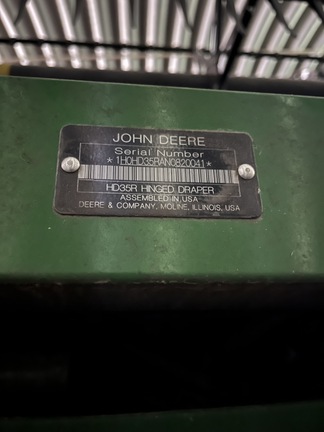 JOHN DEERE
Serial Number
*1H0HD35RAN0820041*
HD35R HINGED DRAPER
ASSEMBLED IN USA
DEERE & COMPANY, MOLINE, ILLINOIS, USA